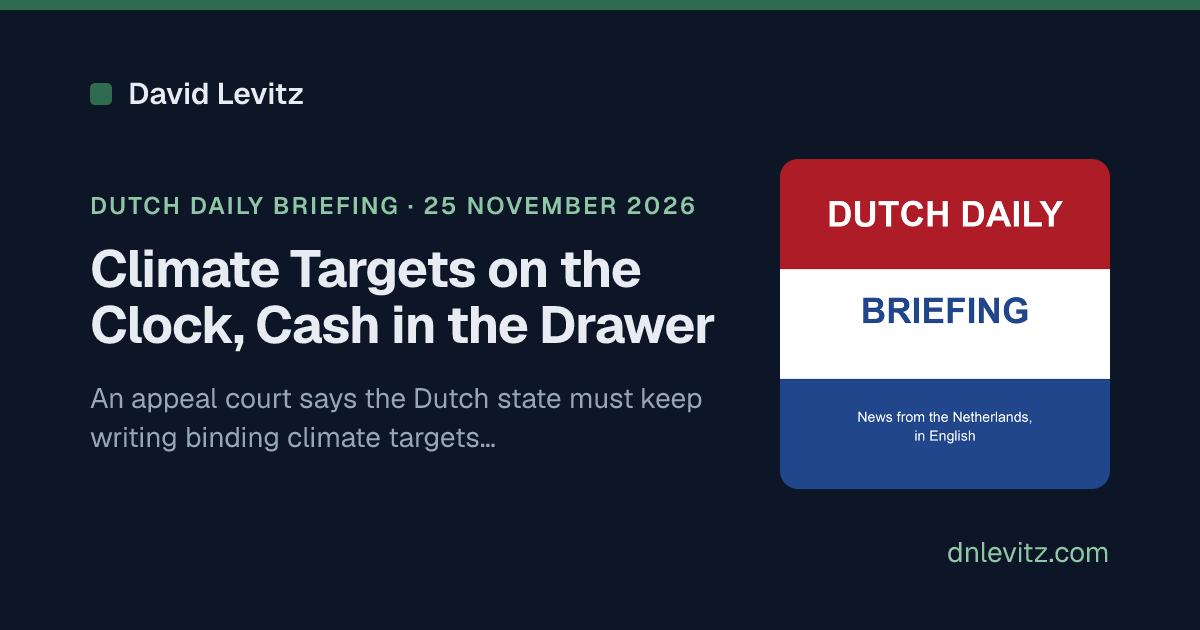 David Levitz
DUTCH DAILY BRIEFING · 25 NOVEMBER 2026
Climate Targets on the
Clock, Cash in the Drawer
An appeal court says the Dutch state must keep
writing binding climate targets…
DUTCH DAILY
BRIEFING
News from the Netherlands,
in English
dnlevitz.com